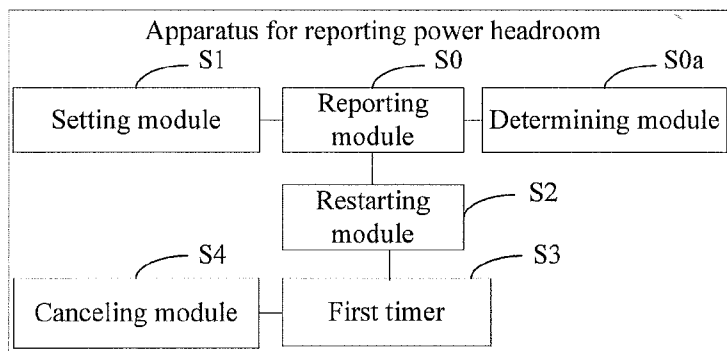 Apparatus for reporting power headroom
S1
S0
S0a
Setting module
Reporting
module
Determining module
Restarting
module
S2
S4
S3
Canceling module
First timer